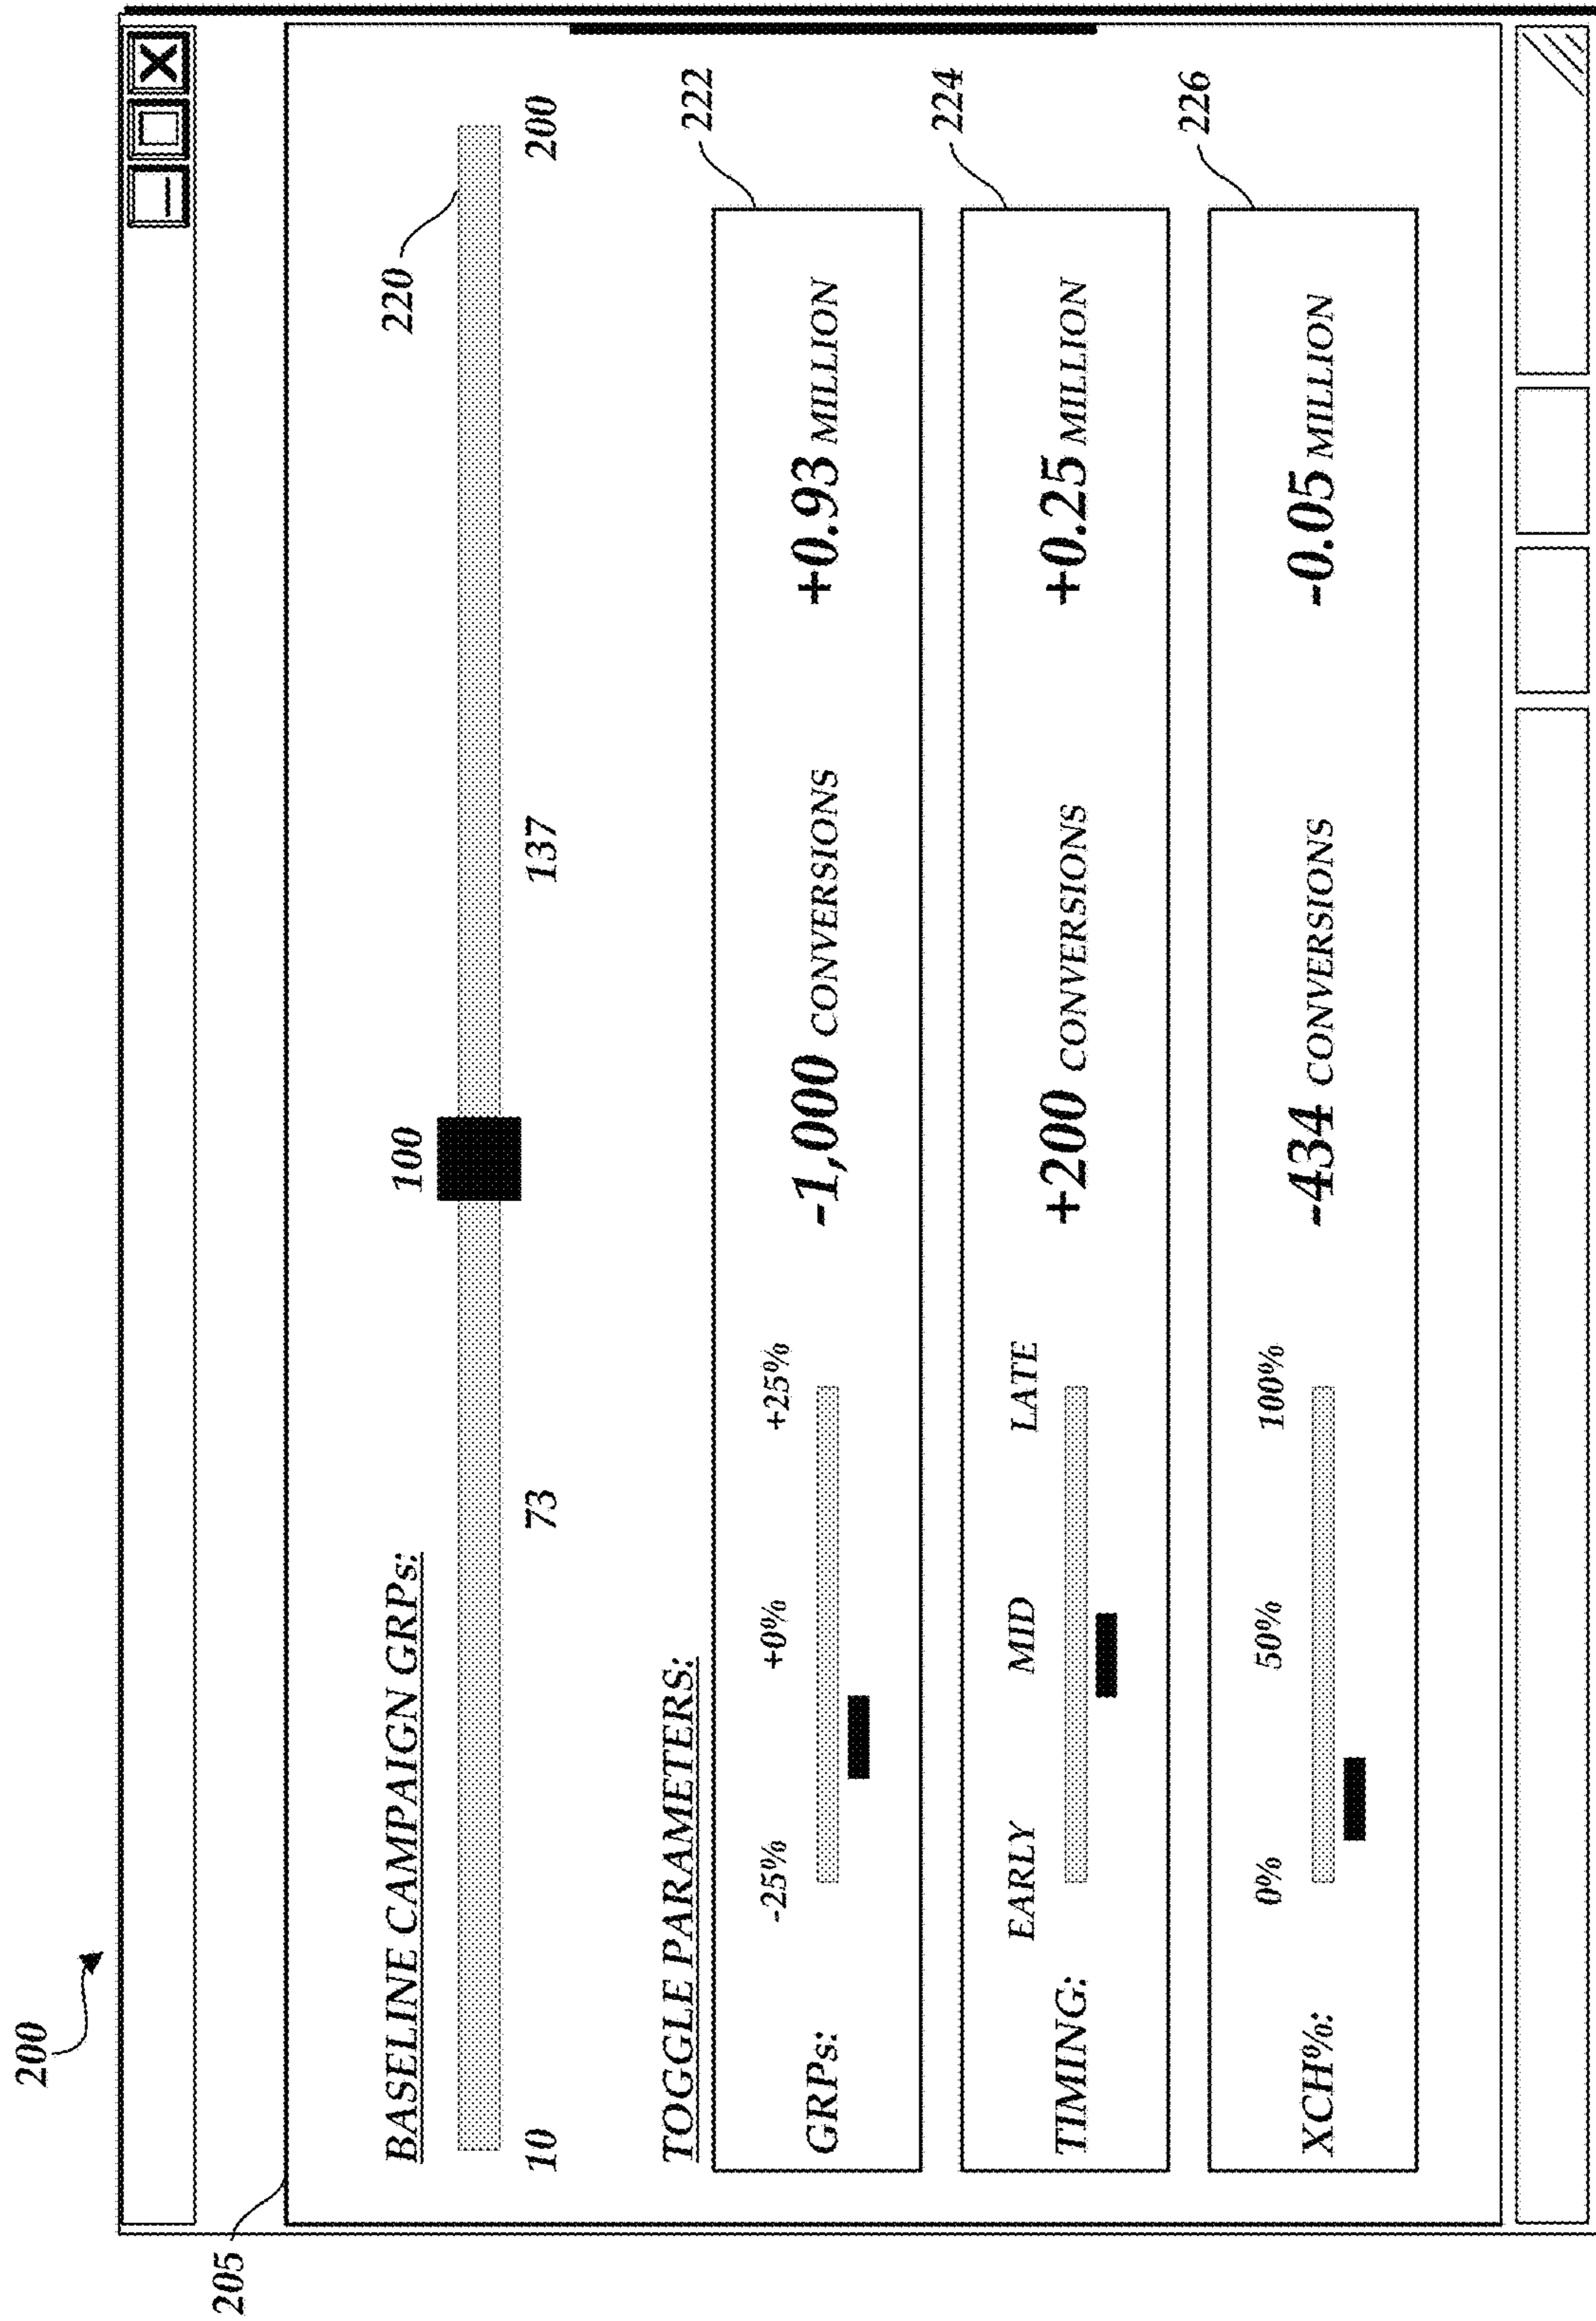 200
205
BASELINE CAMPAIGN GRPs:
100
220
10 73 137 200
TOGGLE PARAMETERS:
222
-25% +0% +25%
GRPs: -1,000 CONVERSIONS +0.93 MILLION
224
EARLY MID LATE
TIMING: +200 CONVERSIONS +0.25 MILLION
226
0% 50% 100%
XCH%: -434 CONVERSIONS -0.05 MILLION